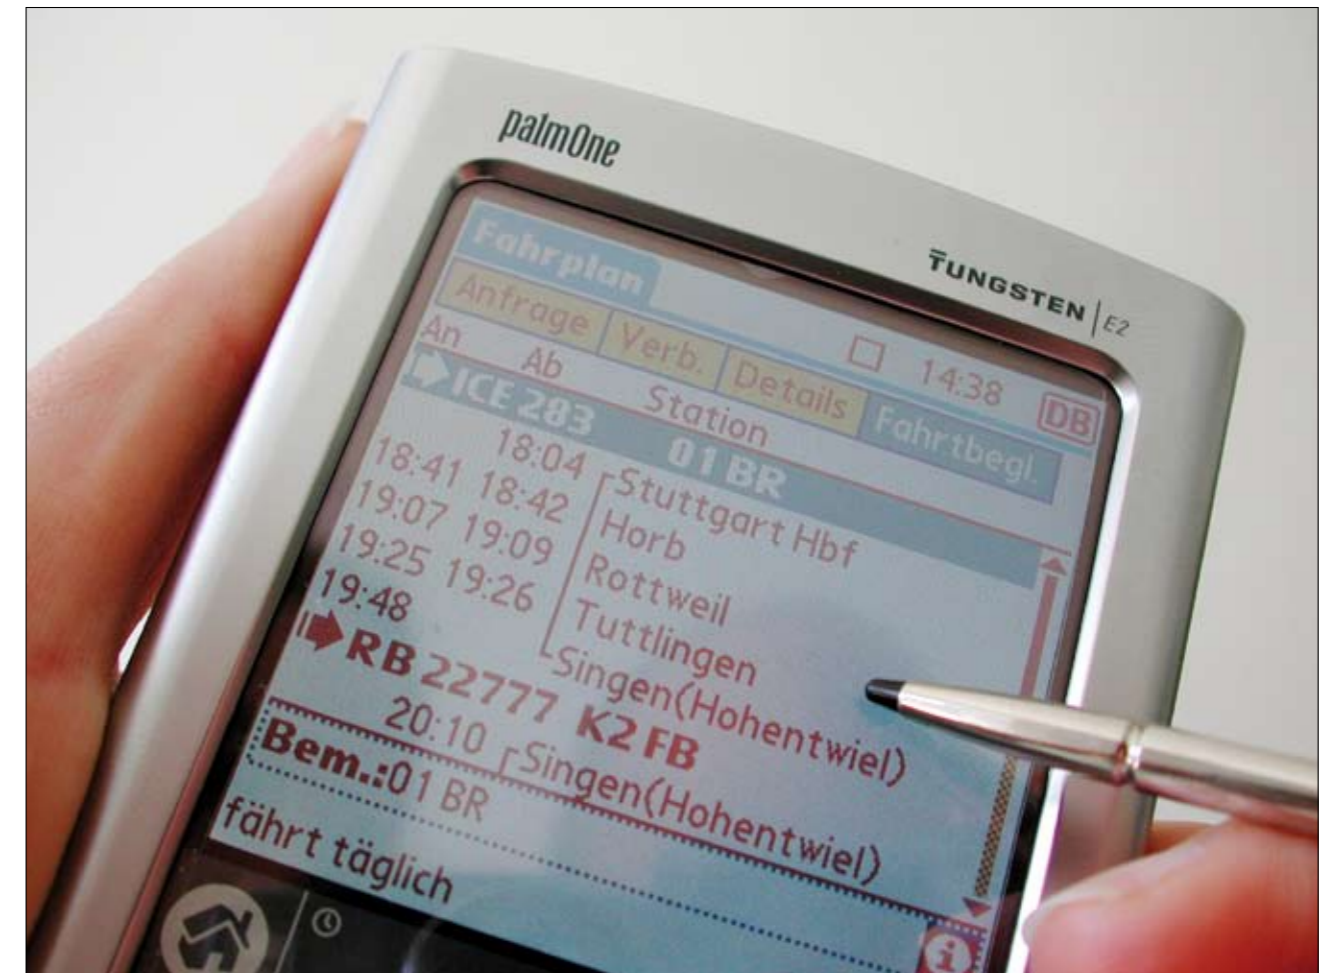 palmOne
TUNGSTEN | E2
Fahrplan
14:38 DB
Anfrage Verb. Details Fahrtbegl.
An Ab Station
ICE 283 01 BR
18:04 Stuttgart Hbf
18:41 18:42 Horb
19:07 19:09 Rottweil
19:25 19:26 Tuttlingen
19:48 Singen(Hohentwiel)
RB 22777 K2 FB
20:10 Singen(Hohentwiel)
Bem.:01 BR
fährt täglich
i